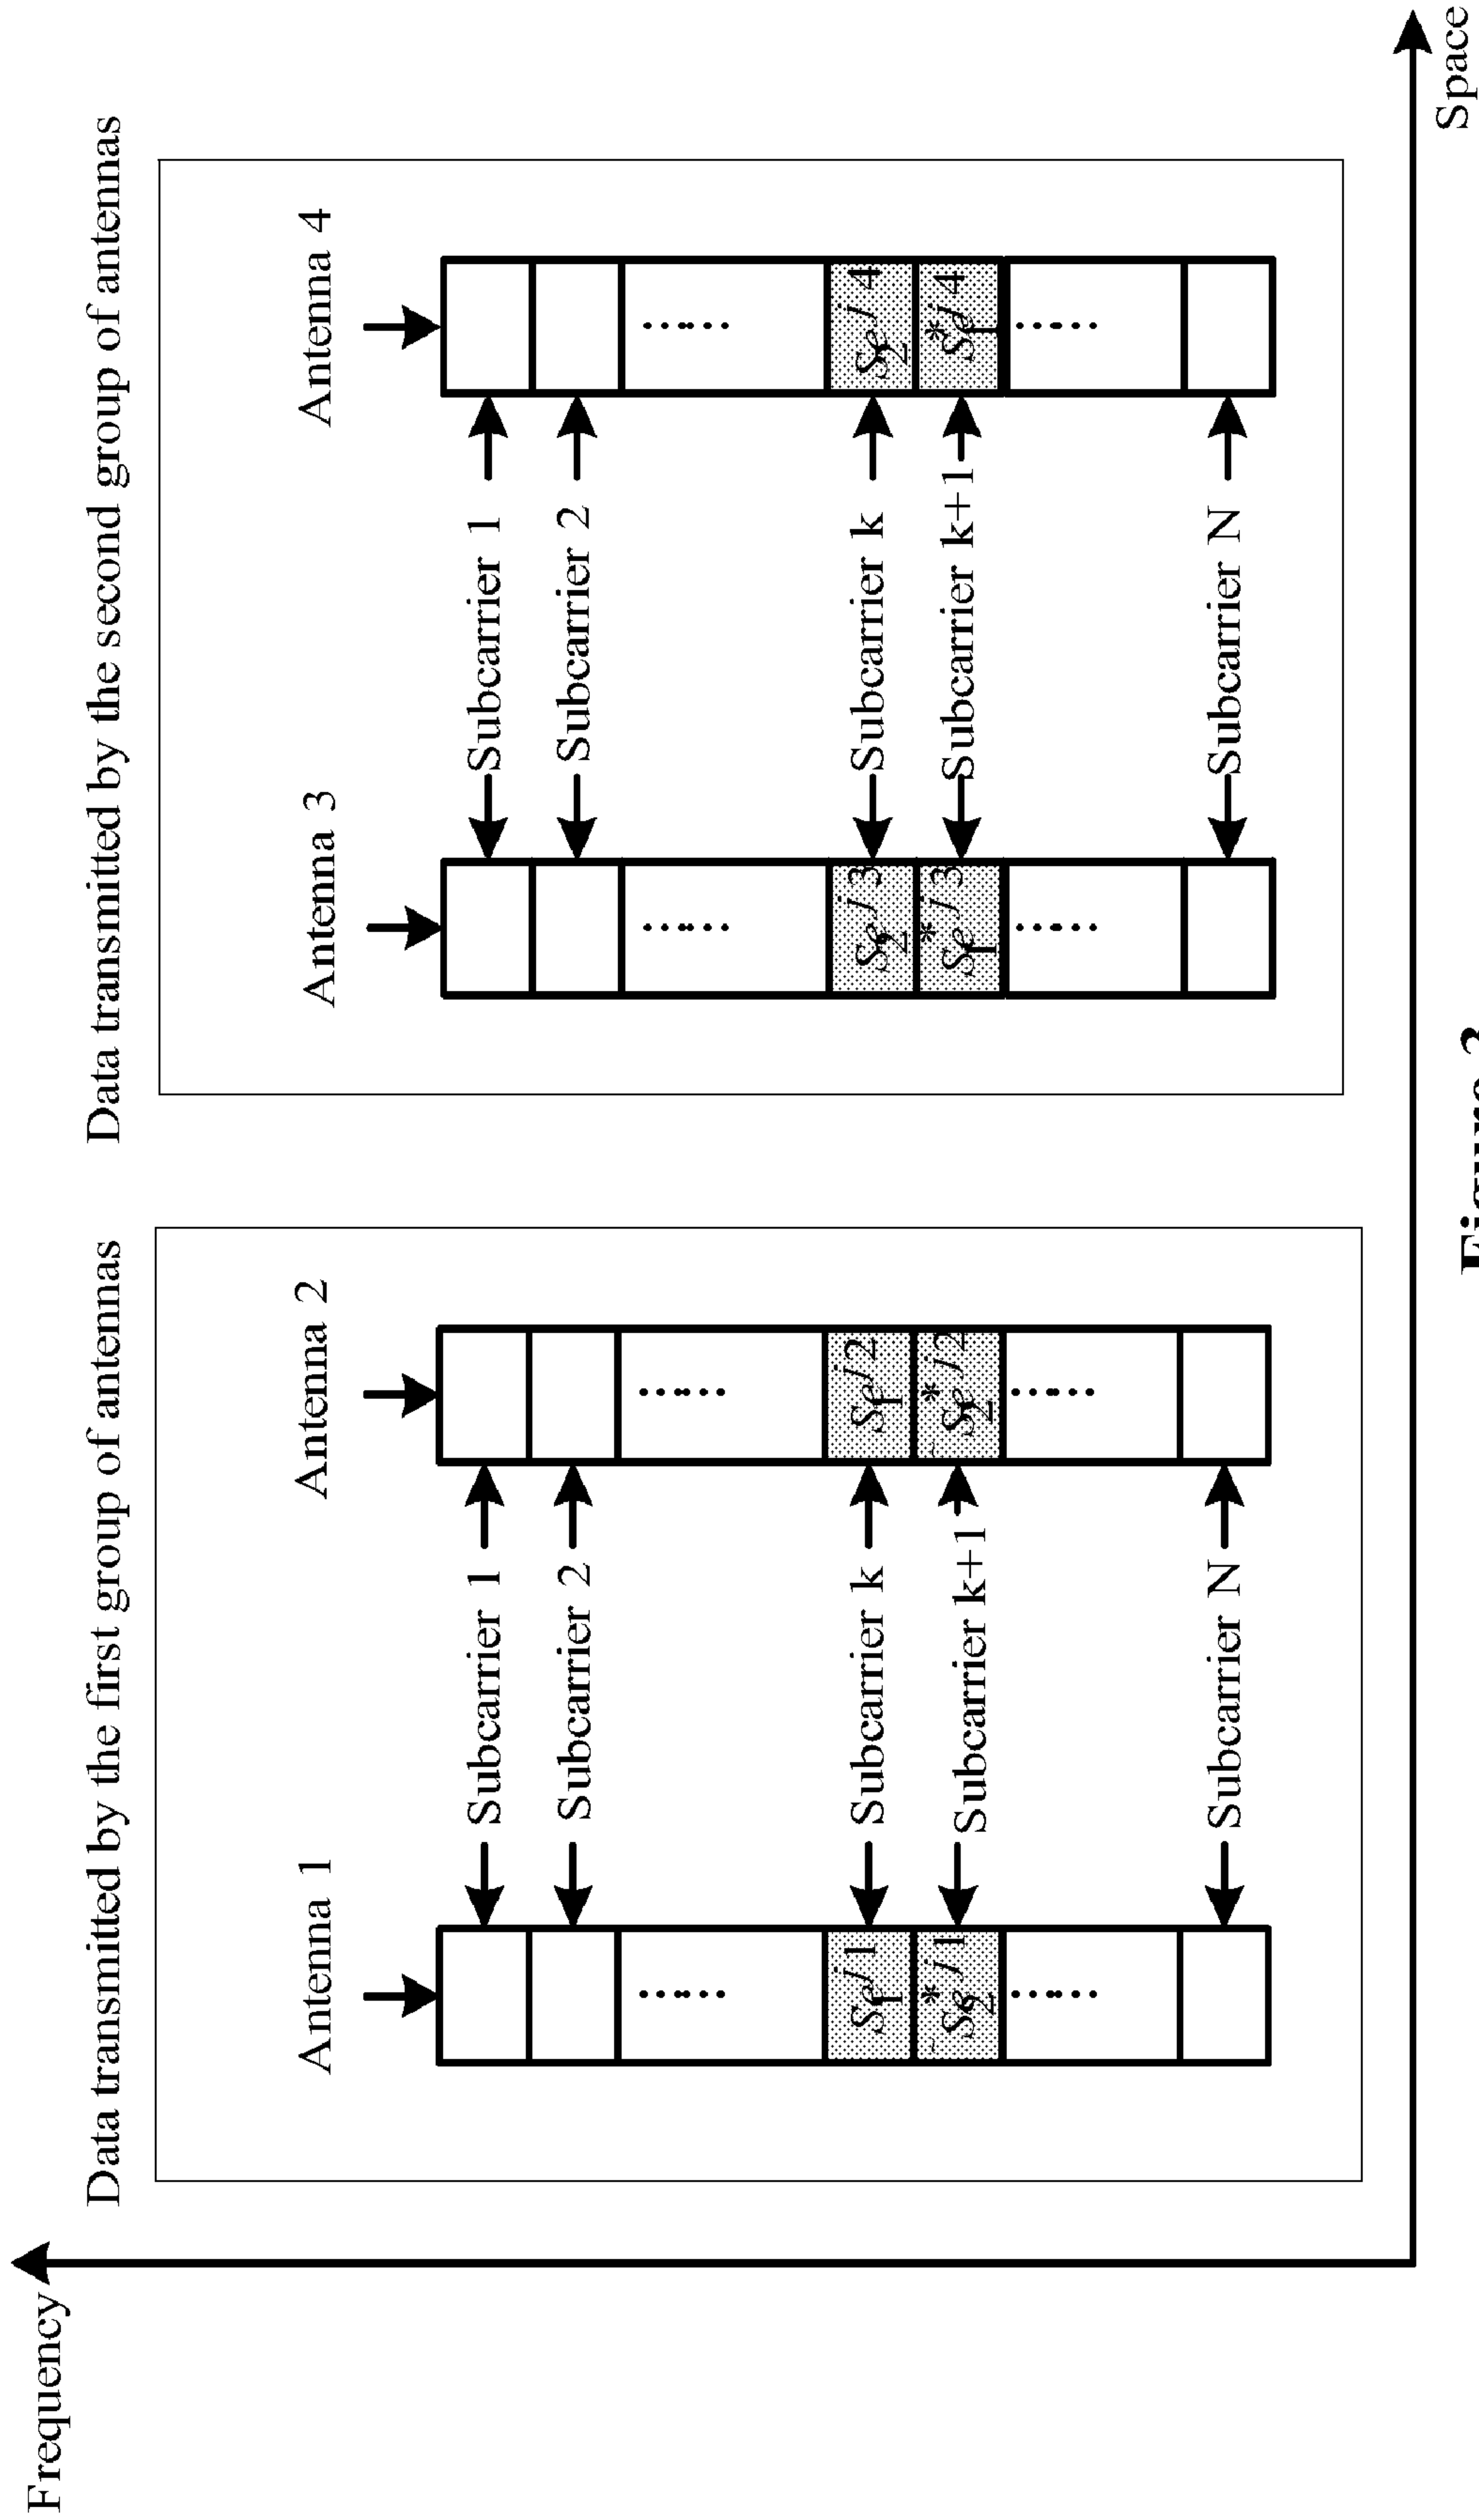 Frequency
Data transmitted by the first group of antennas
Data transmitted by the second group of antennas
Antenna 1
Antenna 2
Antenna 3
Antenna 4
Subcarrier 1
Subcarrier 1
Subcarrier 2
Subcarrier 2
Subcarrier k
Subcarrier k
Subcarrier k+1
Subcarrier k+1
Subcarrier N
Subcarrier N
Space